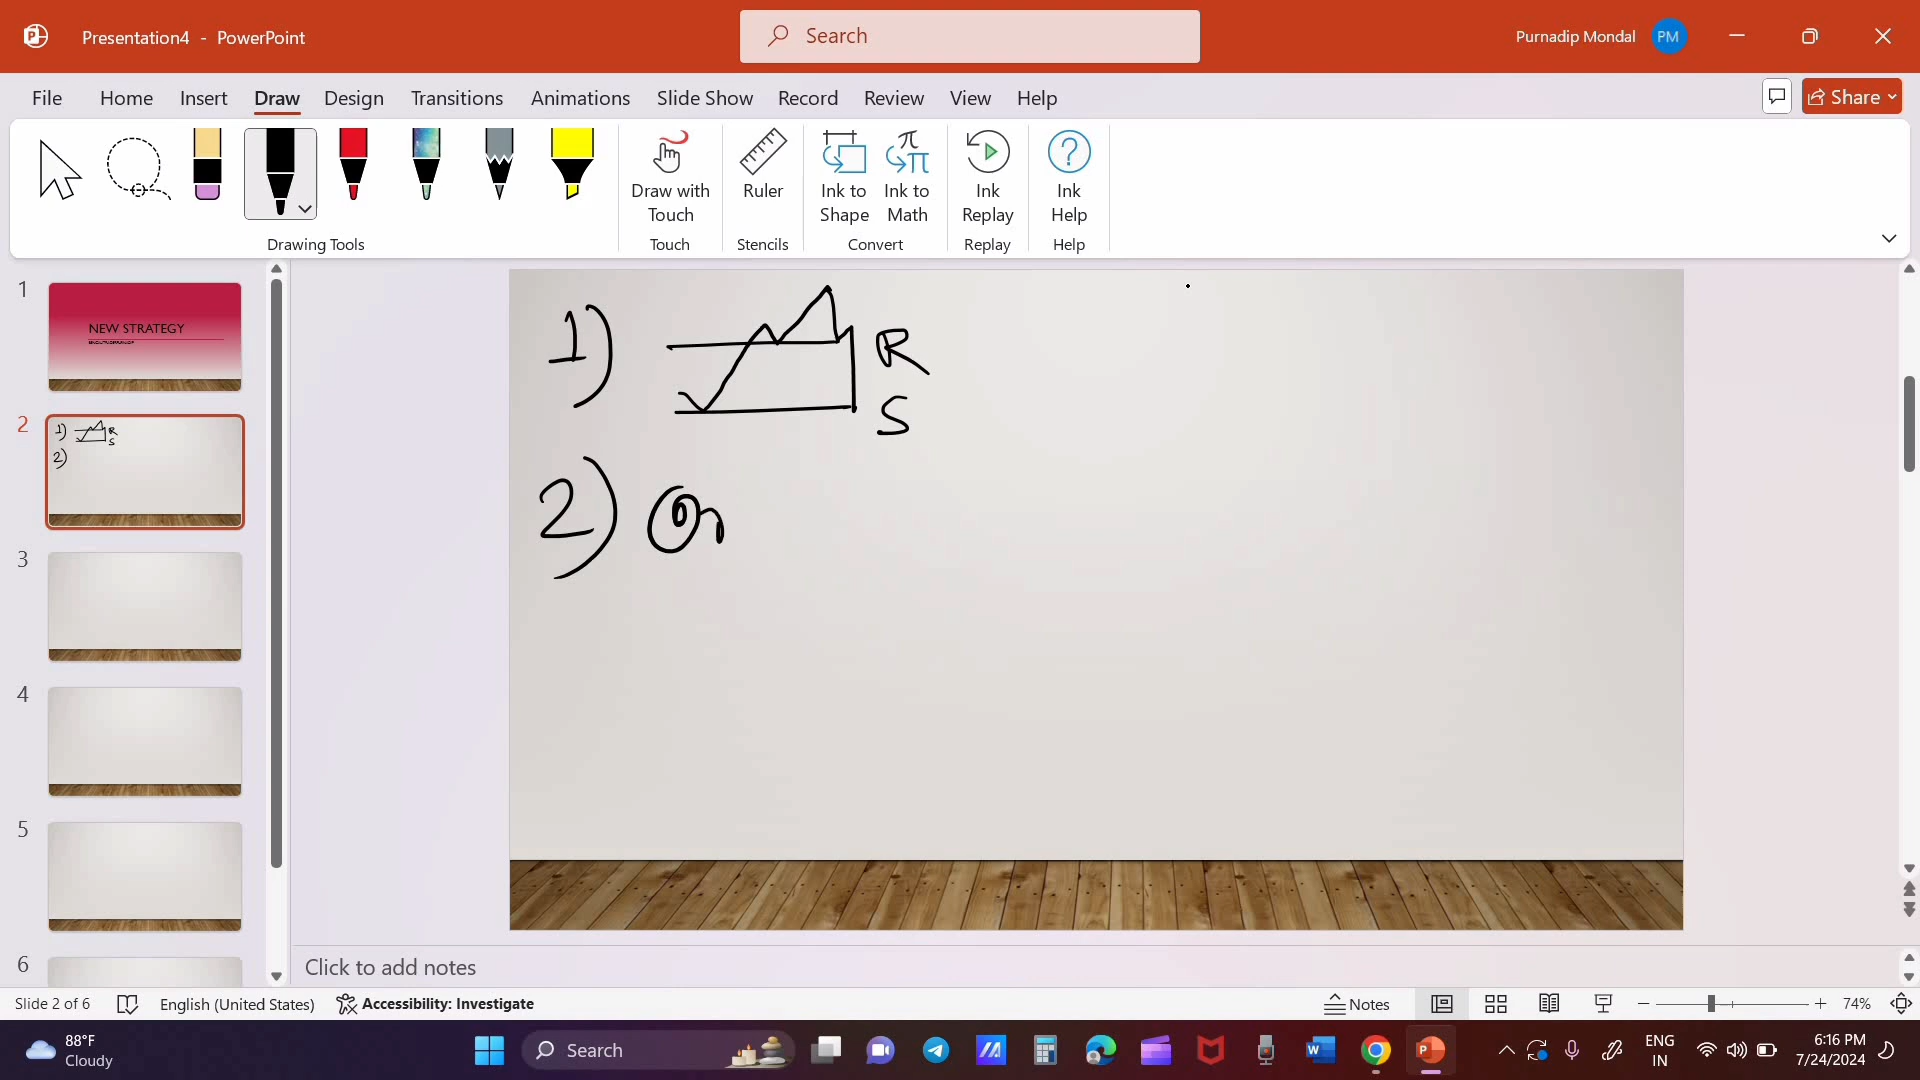 Presentation4 - PowerPoint
Search
Purnadip Mondal PM
File Home Insert Draw Design Transitions Animations Slide Show Record Review View Help
Share
Draw with Touch
Ruler
Ink to Shape
Ink to Math
Ink Replay
Ink Help
Drawing Tools Touch Stencils Convert Replay Help
1
NEW STRATEGY
2
1) R
S
2)
3
4
5
6
1) R
S
2) On
Click to add notes
Slide 2 of 6 English (United States) Accessibility: Investigate Notes 74%
88°F
Cloudy
Search
ENG
IN
6:16 PM
7/24/2024